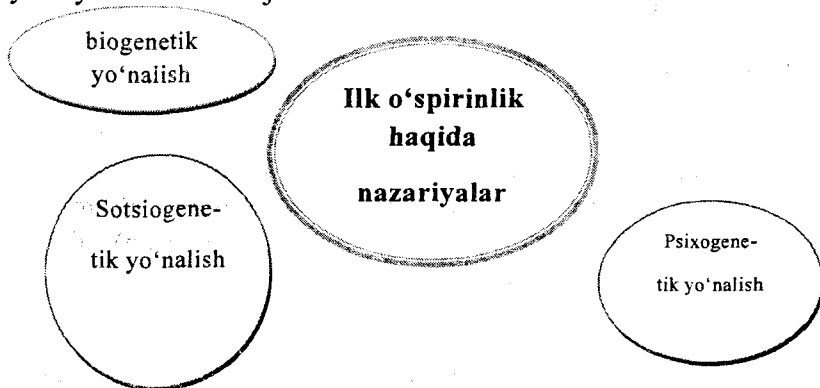 biogenetik
yo‘nalish
Ilk o‘spirinlik
haqida
nazariyalar
Sotsiogene-
tik yo‘nalish
Psixogene-
tik yo‘nalish